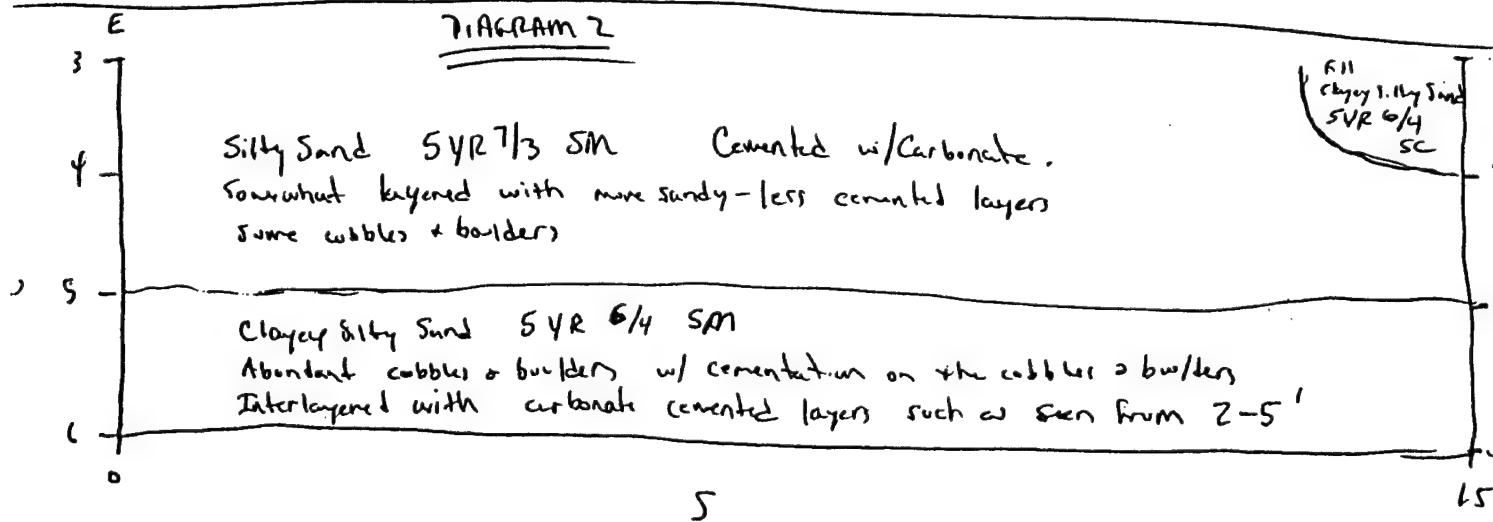 E
DIAGRAM 2
3
Fill
Clayey Silty Sand
5YR 6/4
SC
Silty Sand 5YR 7/3 SM Cemented w/Carbonate.
4
Somewhat layered with more sandy-less cemented layers
Some cobbles & boulders
5
Clayey Silty Sand 5YR 6/4 SM
Abundant cobbles & boulders w/ cementation on the cobbles & boulders
Interlayered with carbonate cemented layers such as seen from 2-5'
6
0
S
15